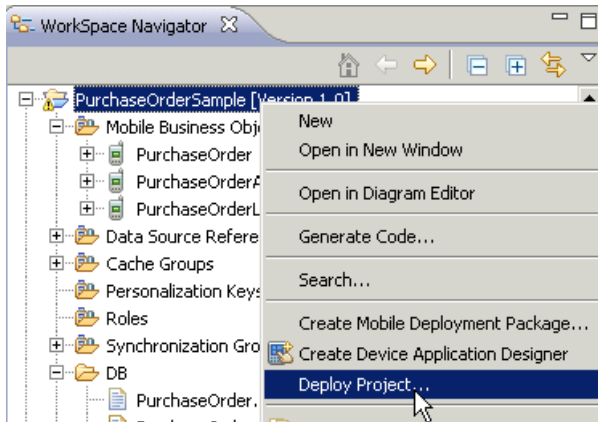 WorkSpace Navigator
PurchaseOrderSample [Version 1.0]
Mobile Business Obj
PurchaseOrder
PurchaseOrderA
PurchaseOrderL
Data Source Refere
Cache Groups
Personalization Keys
Roles
Synchronization Gro
DB
PurchaseOrder.
New
Open in New Window
Open in Diagram Editor
Generate Code...
Search...
Create Mobile Deployment Package...
Create Device Application Designer
Deploy Project...